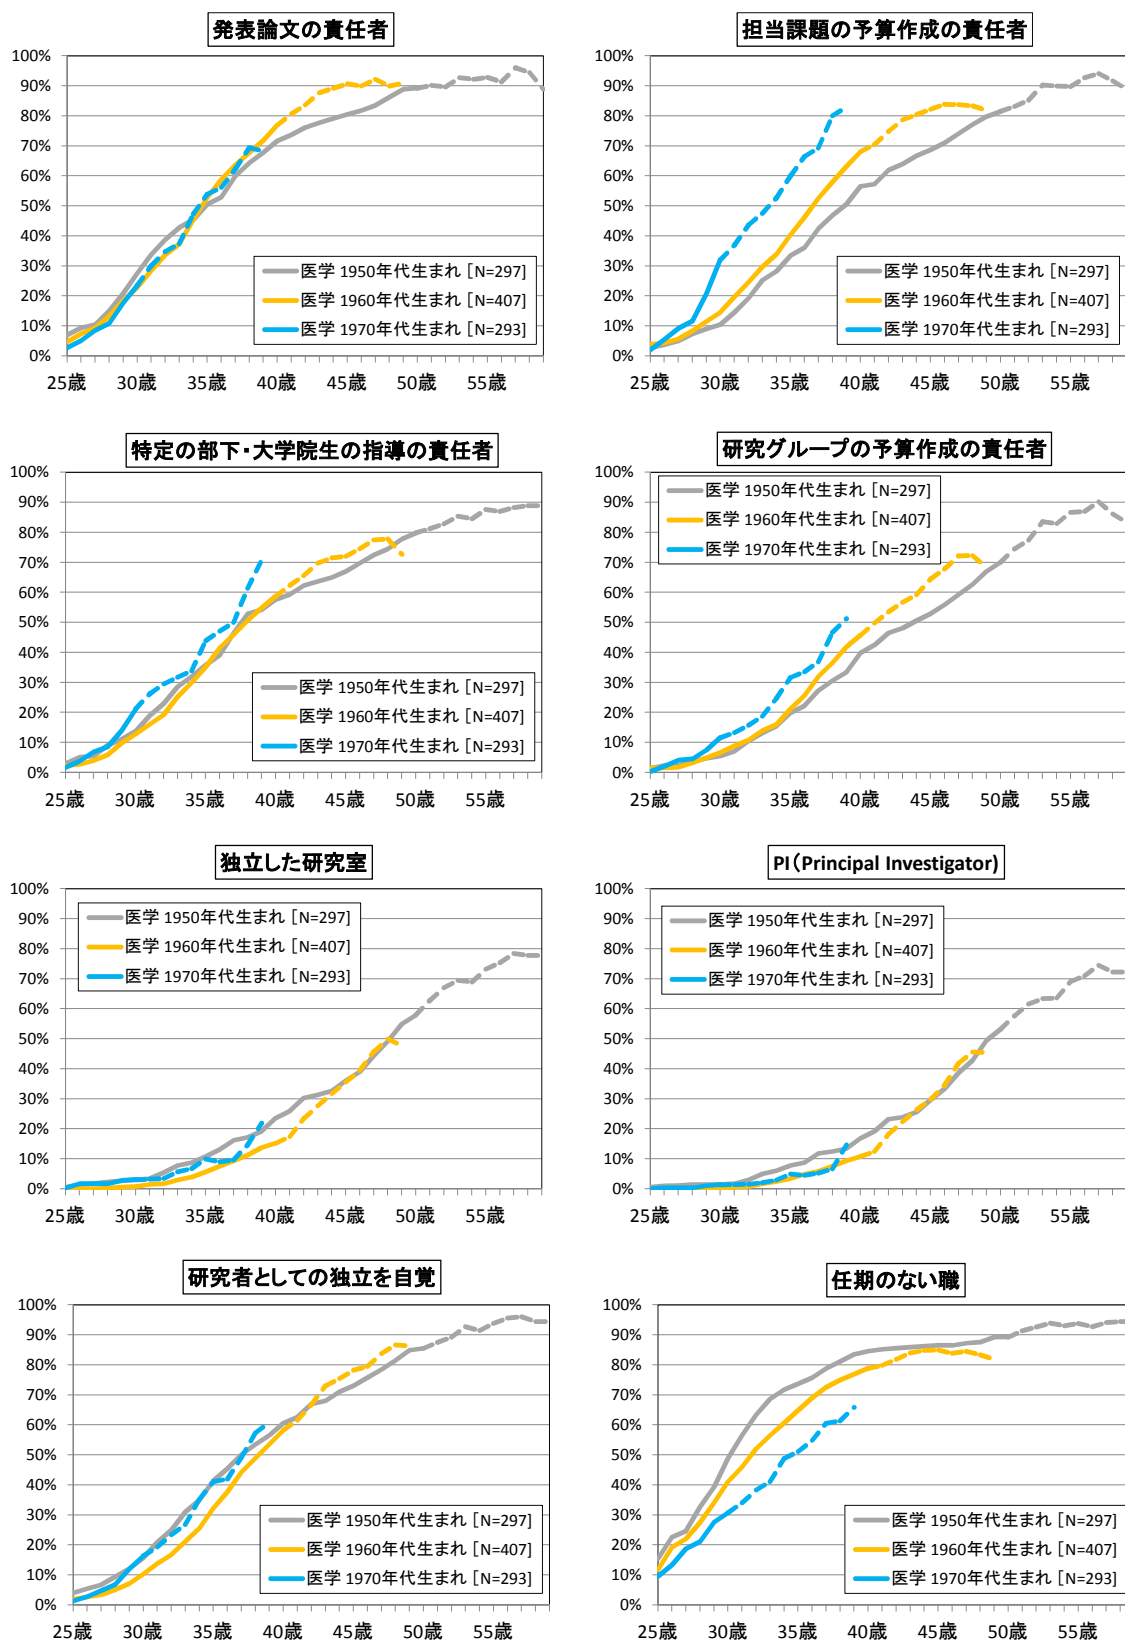 発表論文の責任者
100%
90%
80%
70%
60%
50%
40%
30%
20%
10%
0%
医学 1950年代生まれ [N=297]
医学 1960年代生まれ [N=407]
医学 1970年代生まれ [N=293]
25歳 30歳 35歳 40歳 45歳 50歳 55歳
担当課題の予算作成の責任者
100%
90%
80%
70%
60%
50%
40%
30%
20%
10%
0%
医学 1950年代生まれ [N=297]
医学 1960年代生まれ [N=407]
医学 1970年代生まれ [N=293]
25歳 30歳 35歳 40歳 45歳 50歳 55歳
特定の部下・大学院生の指導の責任者
100%
90%
80%
70%
60%
50%
40%
30%
20%
10%
0%
医学 1950年代生まれ [N=297]
医学 1960年代生まれ [N=407]
医学 1970年代生まれ [N=293]
25歳 30歳 35歳 40歳 45歳 50歳 55歳
研究グループの予算作成の責任者
100%
90%
80%
70%
60%
50%
40%
30%
20%
10%
0%
医学 1950年代生まれ [N=297]
医学 1960年代生まれ [N=407]
医学 1970年代生まれ [N=293]
25歳 30歳 35歳 40歳 45歳 50歳 55歳
独立した研究室
100%
90%
80%
70%
60%
50%
40%
30%
20%
10%
0%
医学 1950年代生まれ [N=297]
医学 1960年代生まれ [N=407]
医学 1970年代生まれ [N=293]
25歳 30歳 35歳 40歳 45歳 50歳 55歳
PI(Principal Investigator)
100%
90%
80%
70%
60%
50%
40%
30%
20%
10%
0%
医学 1950年代生まれ [N=297]
医学 1960年代生まれ [N=407]
医学 1970年代生まれ [N=293]
25歳 30歳 35歳 40歳 45歳 50歳 55歳
研究者としての独立を自覚
100%
90%
80%
70%
60%
50%
40%
30%
20%
10%
0%
医学 1950年代生まれ [N=297]
医学 1960年代生まれ [N=407]
医学 1970年代生まれ [N=293]
25歳 30歳 35歳 40歳 45歳 50歳 55歳
任期のない職
100%
90%
80%
70%
60%
50%
40%
30%
20%
10%
0%
医学 1950年代生まれ [N=297]
医学 1960年代生まれ [N=407]
医学 1970年代生まれ [N=293]
25歳 30歳 35歳 40歳 45歳 50歳 55歳